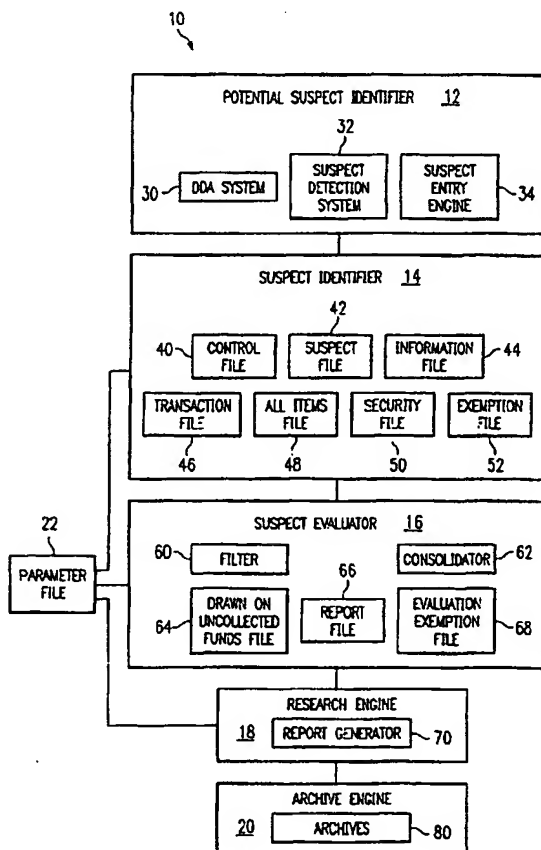 10
POTENTIAL SUSPECT IDENTIFIER 12
32
30
DDA SYSTEM
SUSPECT
DETECTION
SYSTEM
SUSPECT
ENTRY
ENGINE
34
SUSPECT IDENTIFIER 14
42
40
CONTROL
FILE
SUSPECT
FILE
INFORMATION
FILE
44
TRANSACTION
FILE
ALL ITEMS
FILE
SECURITY
FILE
EXEMPTION
FILE
46
48
50
52
22
PARAMETER
FILE
SUSPECT EVALUATOR 16
60
FILTER
CONSOLIDATOR
62
66
64
DRAWN ON
UNCOLLECTED
FUNDS FILE
REPORT
FILE
EVALUATION
EXEMPTION
FILE
68
RESEARCH ENGINE
18
REPORT GENERATOR
70
ARCHIVE ENGINE
20
ARCHIVES
80